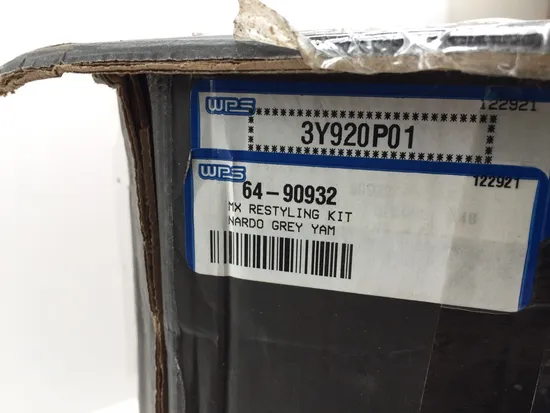 WPS
122921
3Y920P01
WPS
122921
64-90932
MX RESTYLING KIT
NARDO GREY YAM